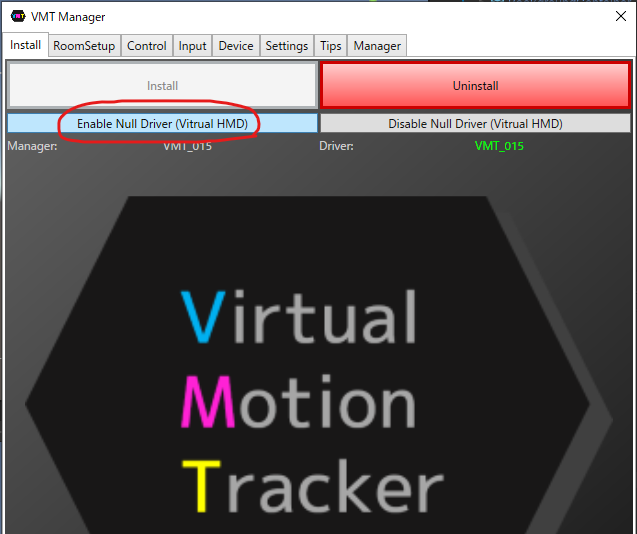 VMT
VMT Manager
Install RoomSetup Control Input Device Settings Tips Manager
Install Uninstall
Enable Null Driver (Vitrual HMD) Disable Null Driver (Vitrual HMD)
Manager: VMT_015 Driver: VMT_015
Virtual
Motion
Tracker